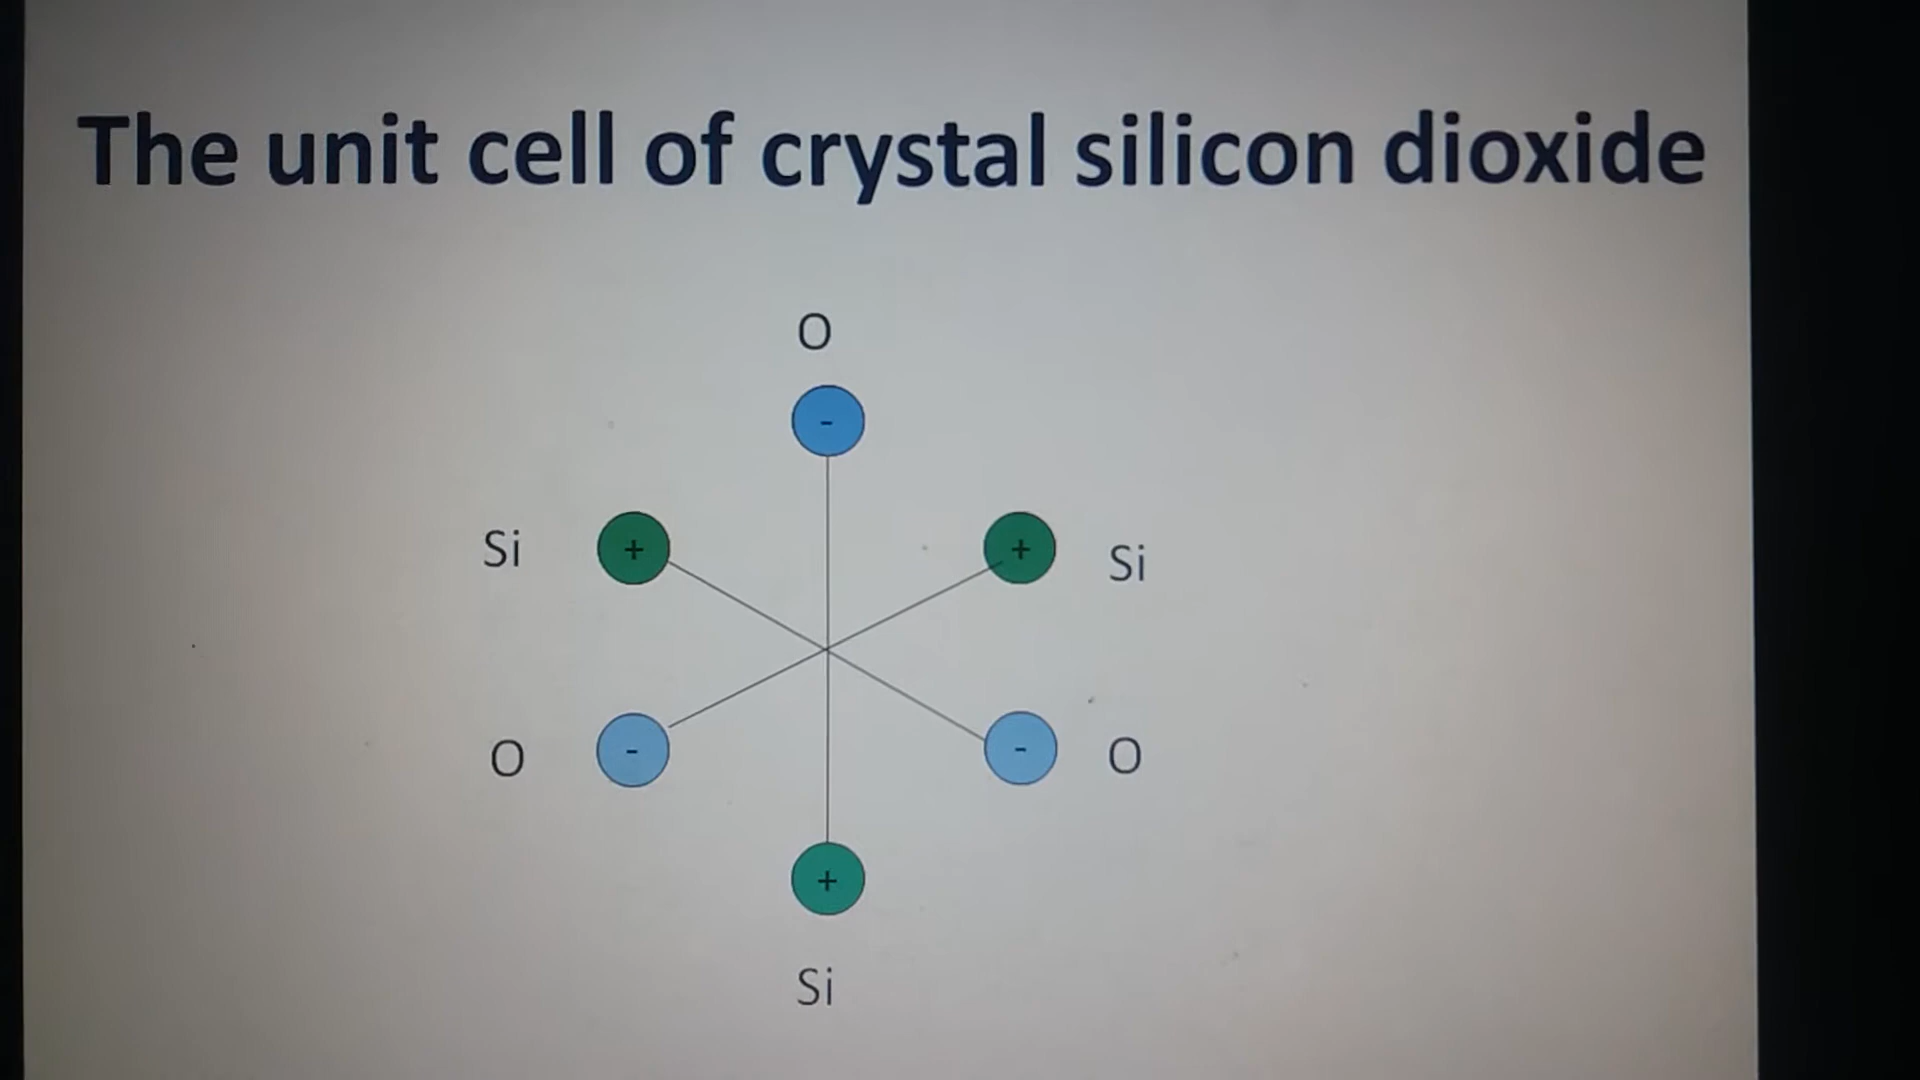 The unit cell of crystal silicon dioxide
O
-
Si + + Si
O - - O
+
Si